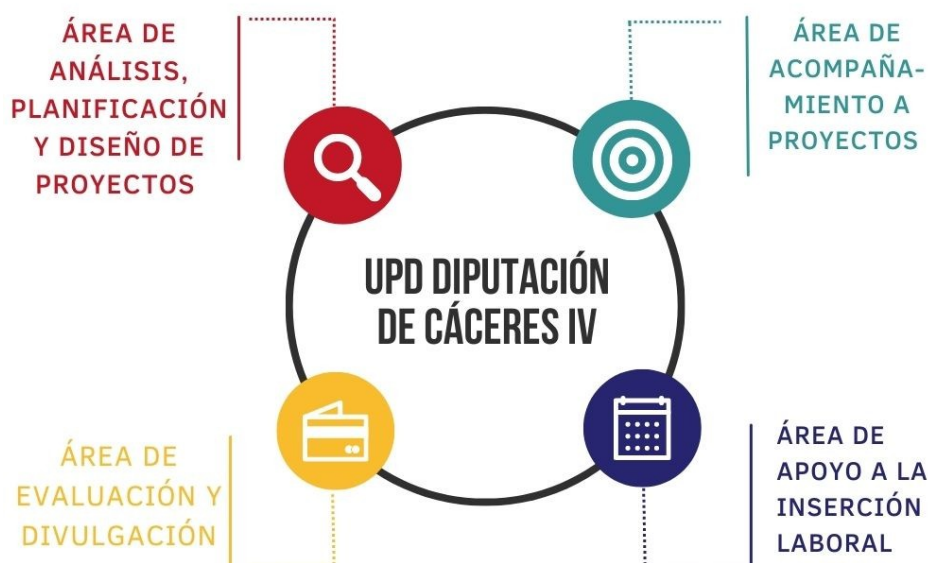 ÁREA DE
ANÁLISIS,
PLANIFICACIÓN
Y DISEÑO DE
PROYECTOS
ÁREA DE
ACOMPAÑA-
MIENTO A
PROYECTOS
UPD DIPUTACIÓN
DE CÁCERES IV
ÁREA DE
EVALUACIÓN Y
DIVULGACIÓN
ÁREA DE
APOYO A LA
INSERCIÓN
LABORAL